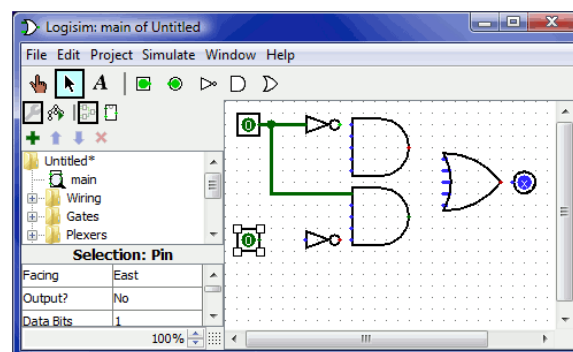 Logisim: main of Untitled
File Edit Project Simulate Window Help
A
Untitled*
main
Wiring
Gates
Plexers
Selection: Pin
Facing East
Output? No
Data Bits 1
100%
0
0
x